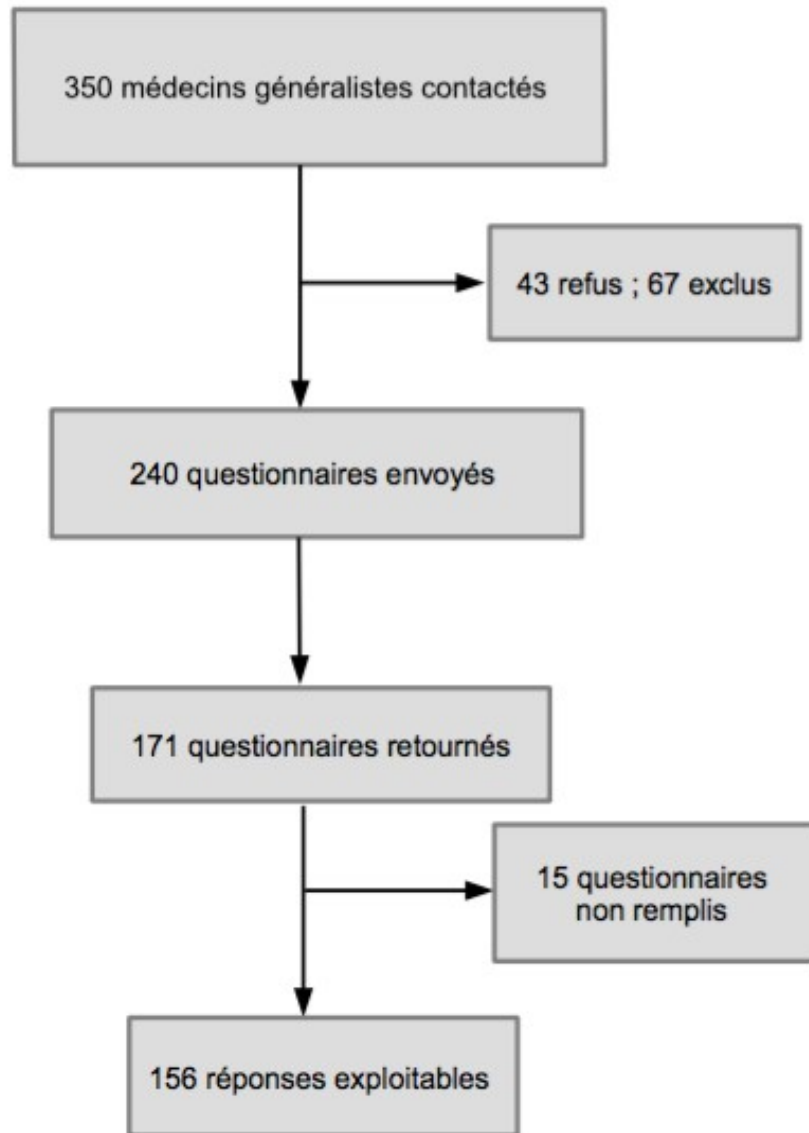 350 médecins généralistes contactés
43 refus ; 67 exclus
240 questionnaires envoyés
171 questionnaires retournés
15 questionnaires
non remplis
156 réponses exploitables